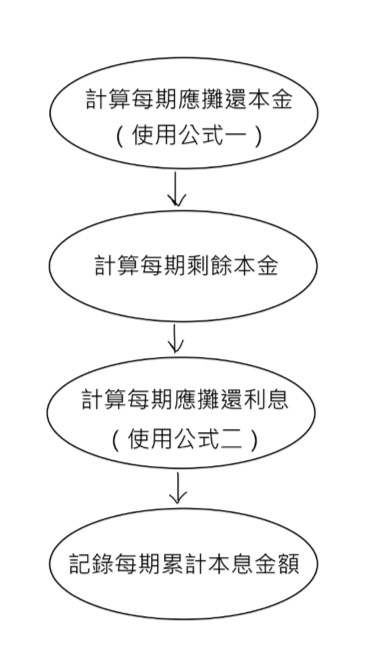 計算每期應攤還本金
（使用公式一）
計算每期剩餘本金
計算每期應攤還利息
（使用公式二）
記錄每期累計本息金額